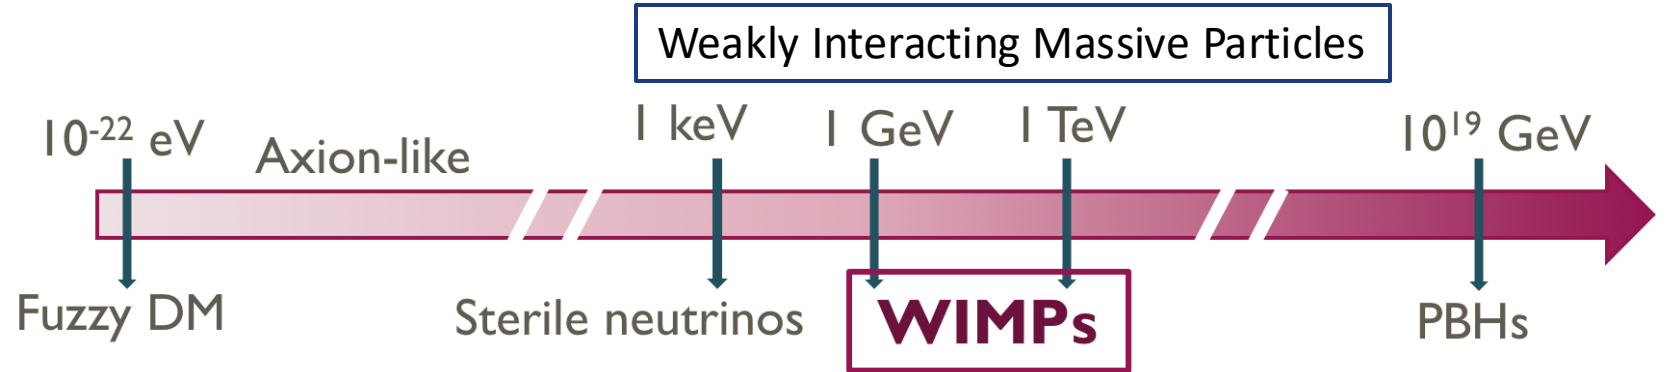 Weakly Interacting Massive Particles
10⁻²² eV Axion-like 1 keV 1 GeV 1 TeV 10¹⁹ GeV
Fuzzy DM Sterile neutrinos WIMPs PBHs